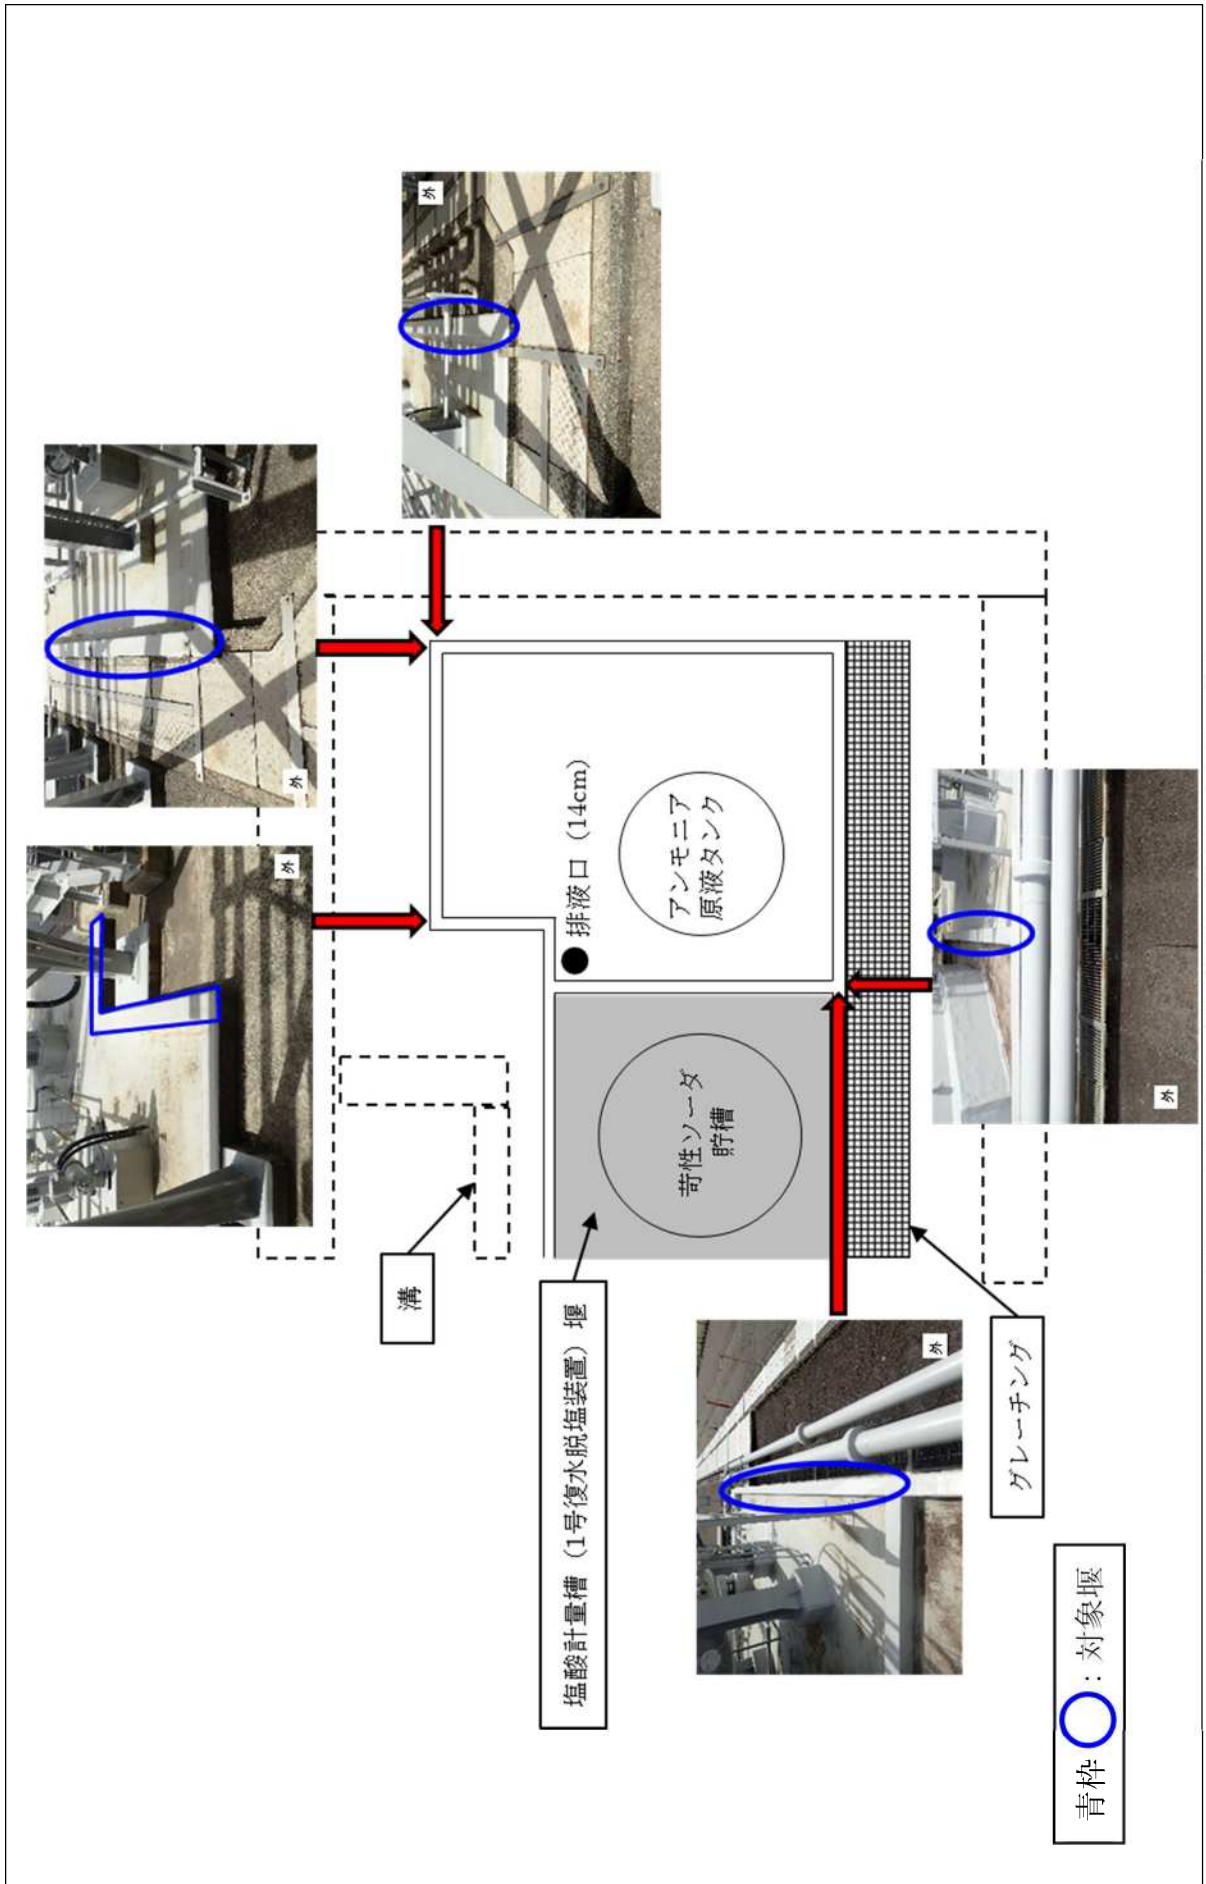 外
外
溝
外
塩酸計量槽（1号復水脱塩装置）堰
排液口（14cm）
苛性ソーダ
貯槽
アンモニア
原液タンク
外
グレーチング
青枠 ：対象堰
外